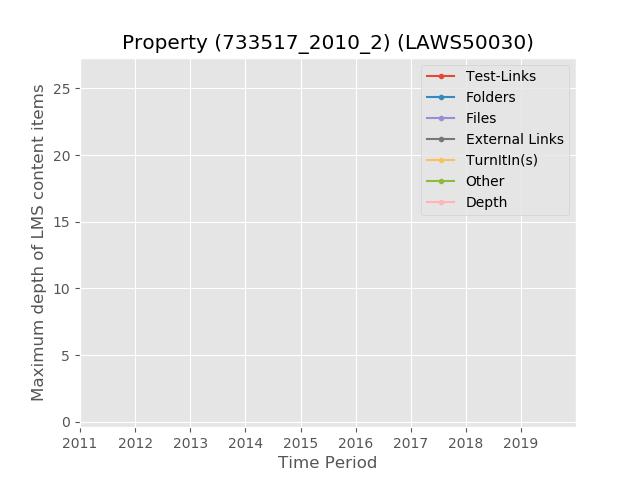 Property (733517_2010_2) (LAWS50030)
Maximum depth of LMS content items
25
20
15
10
5
0
Test-Links
Folders
Files
External Links
TurnItIn(s)
Other
Depth
2011 2012 2013 2014 2015 2016 2017 2018 2019
Time Period